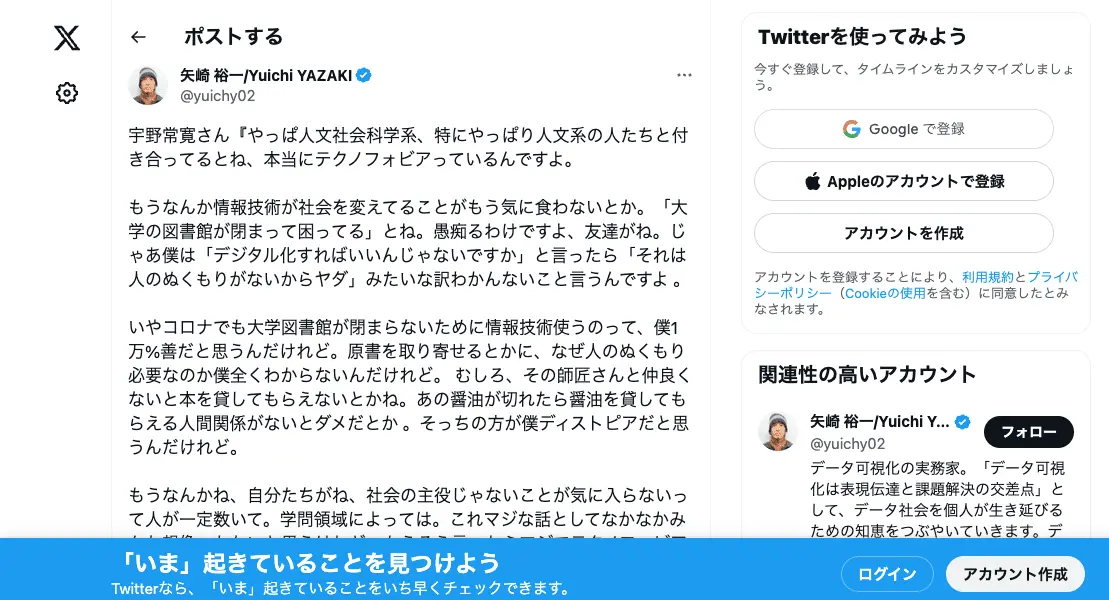 ポストする
矢崎 裕一/Yuichi YAZAKI
@yuichy02
宇野常寛さん『やっぱ人文社会科学系、特にやっぱり人文系の人たちと付
き合ってるとね、本当にテクノフォビアっているんですよ。
もうなんか情報技術が社会を変えてることがもう気に食わないとか。「大
学の図書館が閉まって困ってる」とね。愚痴るわけですよ、友達がね。じ
ゃあ僕は「デジタル化すればいいんじゃないですか」と言ったら「それは
人のぬくもりがないからヤダ」みたいな訳わかんないこと言うんですよ 。
いやコロナでも大学図書館が閉まらないために情報技術使うのって、僕1
万%善だと思うんだけれど。原書を取り寄せるとかに、なぜ人のぬくもり
必要なのか僕全くわからないんだけれど。 むしろ、その師匠さんと仲良く
ないと本を貸してもらえないとかね。あの醤油が切れたら醤油を貸しても
らえる人間関係がないとダメだとか 。そっちの方が僕ディストピアだと思
うんだけれど。
もうなんかね、自分たちがね、社会の主役じゃないことが気に入らないっ
て人が一定数いて。学問領域によっては。これマジな話としてなかなかみ
Twitterを使ってみよう
今すぐ登録して、タイムラインをカスタマイズしましょ
う。
Google で登録
Appleのアカウントで登録
アカウントを作成
アカウントを登録することにより、利用規約とプライバ
シーポリシー（Cookieの使用を含む）に同意したとみ
なされます。
関連性の高いアカウント
矢崎 裕一/Yuichi Y...
@yuichy02
フォロー
データ可視化の実務家。「データ可視
化は表現伝達と課題解決の交差点」と
して、データ社会を個人が生き延びる
ための知恵をつぶやいていきます。デ
「いま」起きていることを見つけよう
Twitterなら、「いま」起きていることをいち早くチェックできます。
ログイン
アカウント作成